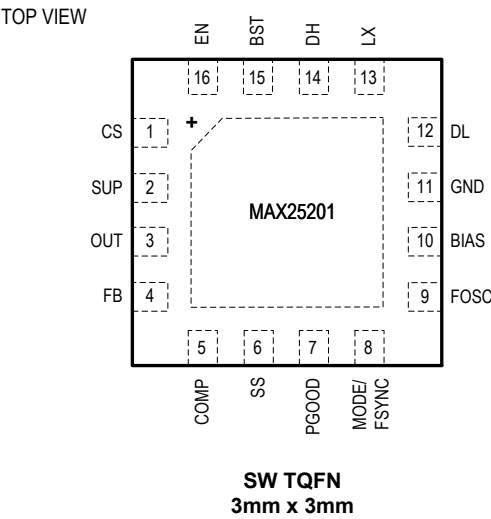 TOP VIEW
EN
BST
DH
LX
16
15
14
13
CS
1
+
12
DL
SUP
2
MAX25201
11
GND
OUT
3
10
BIAS
FB
4
9
FOSC
5
6
7
8
COMP
SS
PGOOD
MODE/
FSYNC
SW TQFN
3mm x 3mm